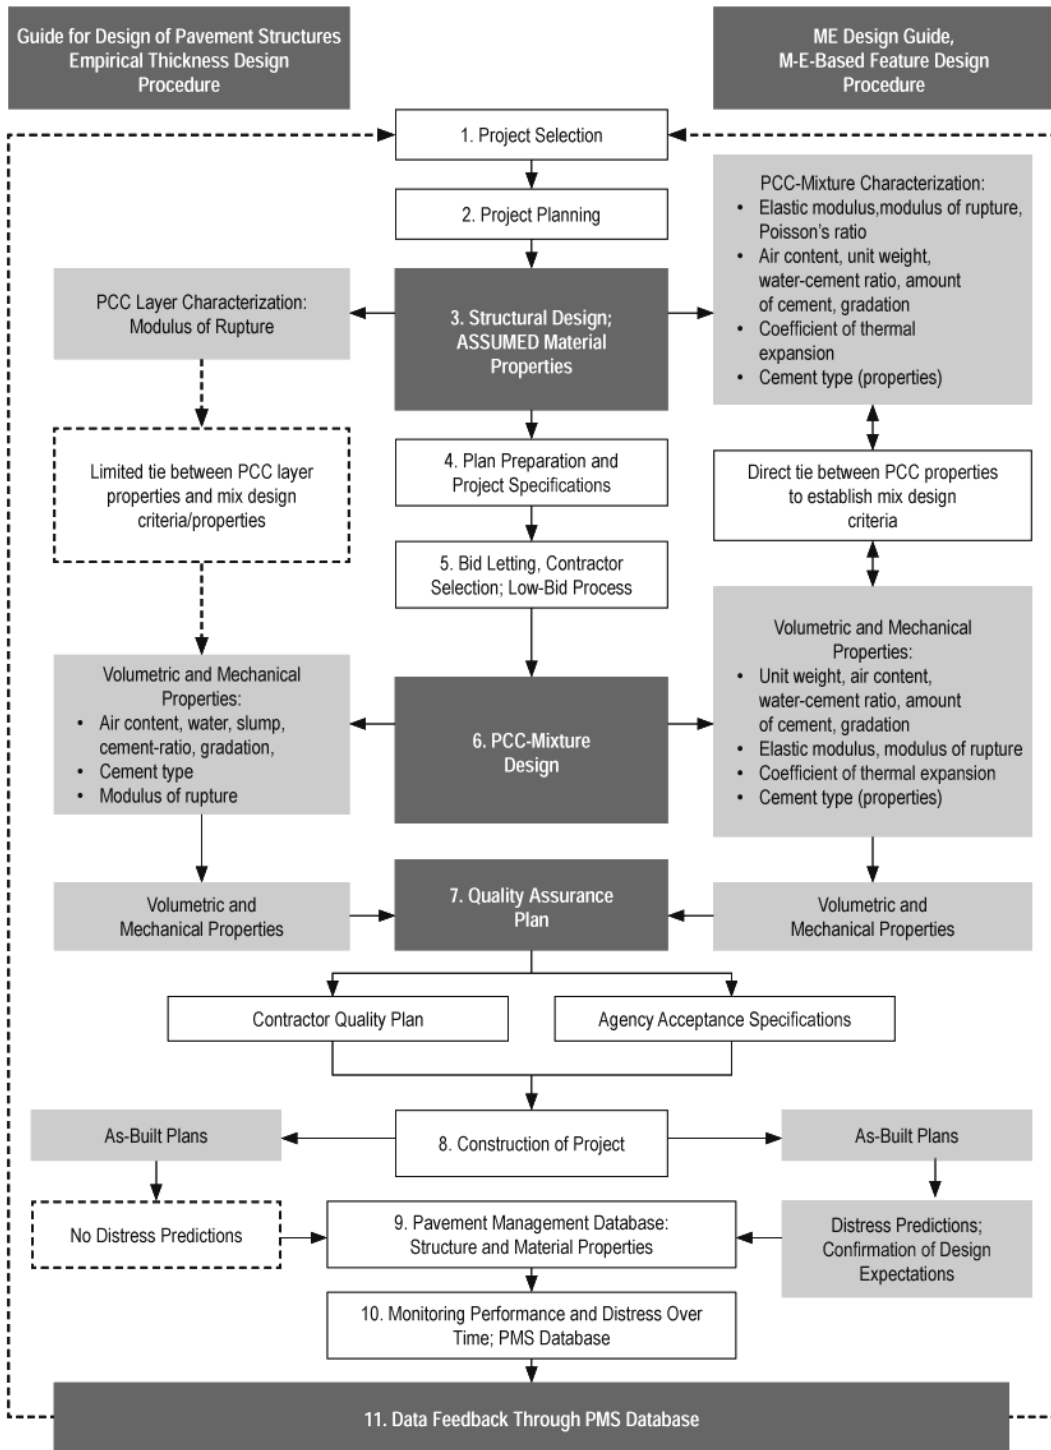 Guide for Design of Pavement Structures
Empirical Thickness Design
Procedure
ME Design Guide,
M-E-Based Feature Design
Procedure
1. Project Selection
2. Project Planning
PCC Layer Characterization:
Modulus of Rupture
3. Structural Design;
ASSUMED Material
Properties
PCC-Mixture Characterization:
• Elastic modulus,modulus of rupture,
Poisson's ratio
• Air content, unit weight,
water-cement ratio, amount
of cement, gradation
• Coefficient of thermal
expansion
• Cement type (properties)
Limited tie between PCC layer
properties and mix design
criteria/properties
4. Plan Preparation and
Project Specifications
Direct tie between PCC properties
to establish mix design
criteria
5. Bid Letting, Contractor
Selection; Low-Bid Process
Volumetric and Mechanical
Properties:
• Air content, water, slump,
cement-ratio, gradation,
• Cement type
• Modulus of rupture
6. PCC-Mixture
Design
Volumetric and Mechanical
Properties:
• Unit weight, air content,
water-cement ratio, amount
of cement, gradation
• Elastic modulus, modulus of rupture
• Coefficient of thermal expansion
• Cement type (properties)
Volumetric and
Mechanical Properties
7. Quality Assurance
Plan
Volumetric and
Mechanical Properties
Contractor Quality Plan
Agency Acceptance Specifications
As-Built Plans
8. Construction of Project
As-Built Plans
No Distress Predictions
9. Pavement Management Database:
Structure and Material Properties
Distress Predictions;
Confirmation of Design
Expectations
10. Monitoring Performance and Distress Over
Time; PMS Database
11. Data Feedback Through PMS Database